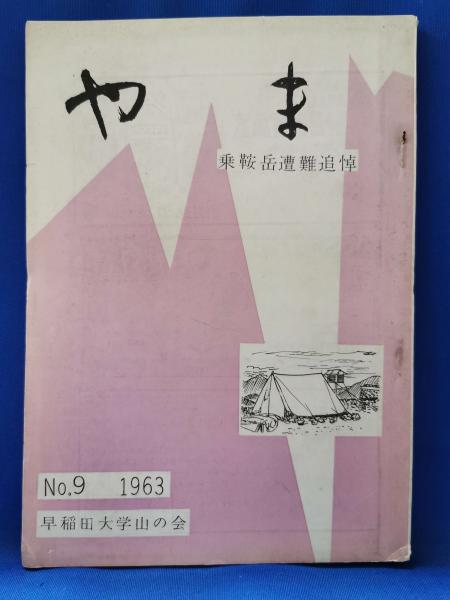 やま
乗鞍岳遭難追悼
No.9 1963
早稲田大学山の会